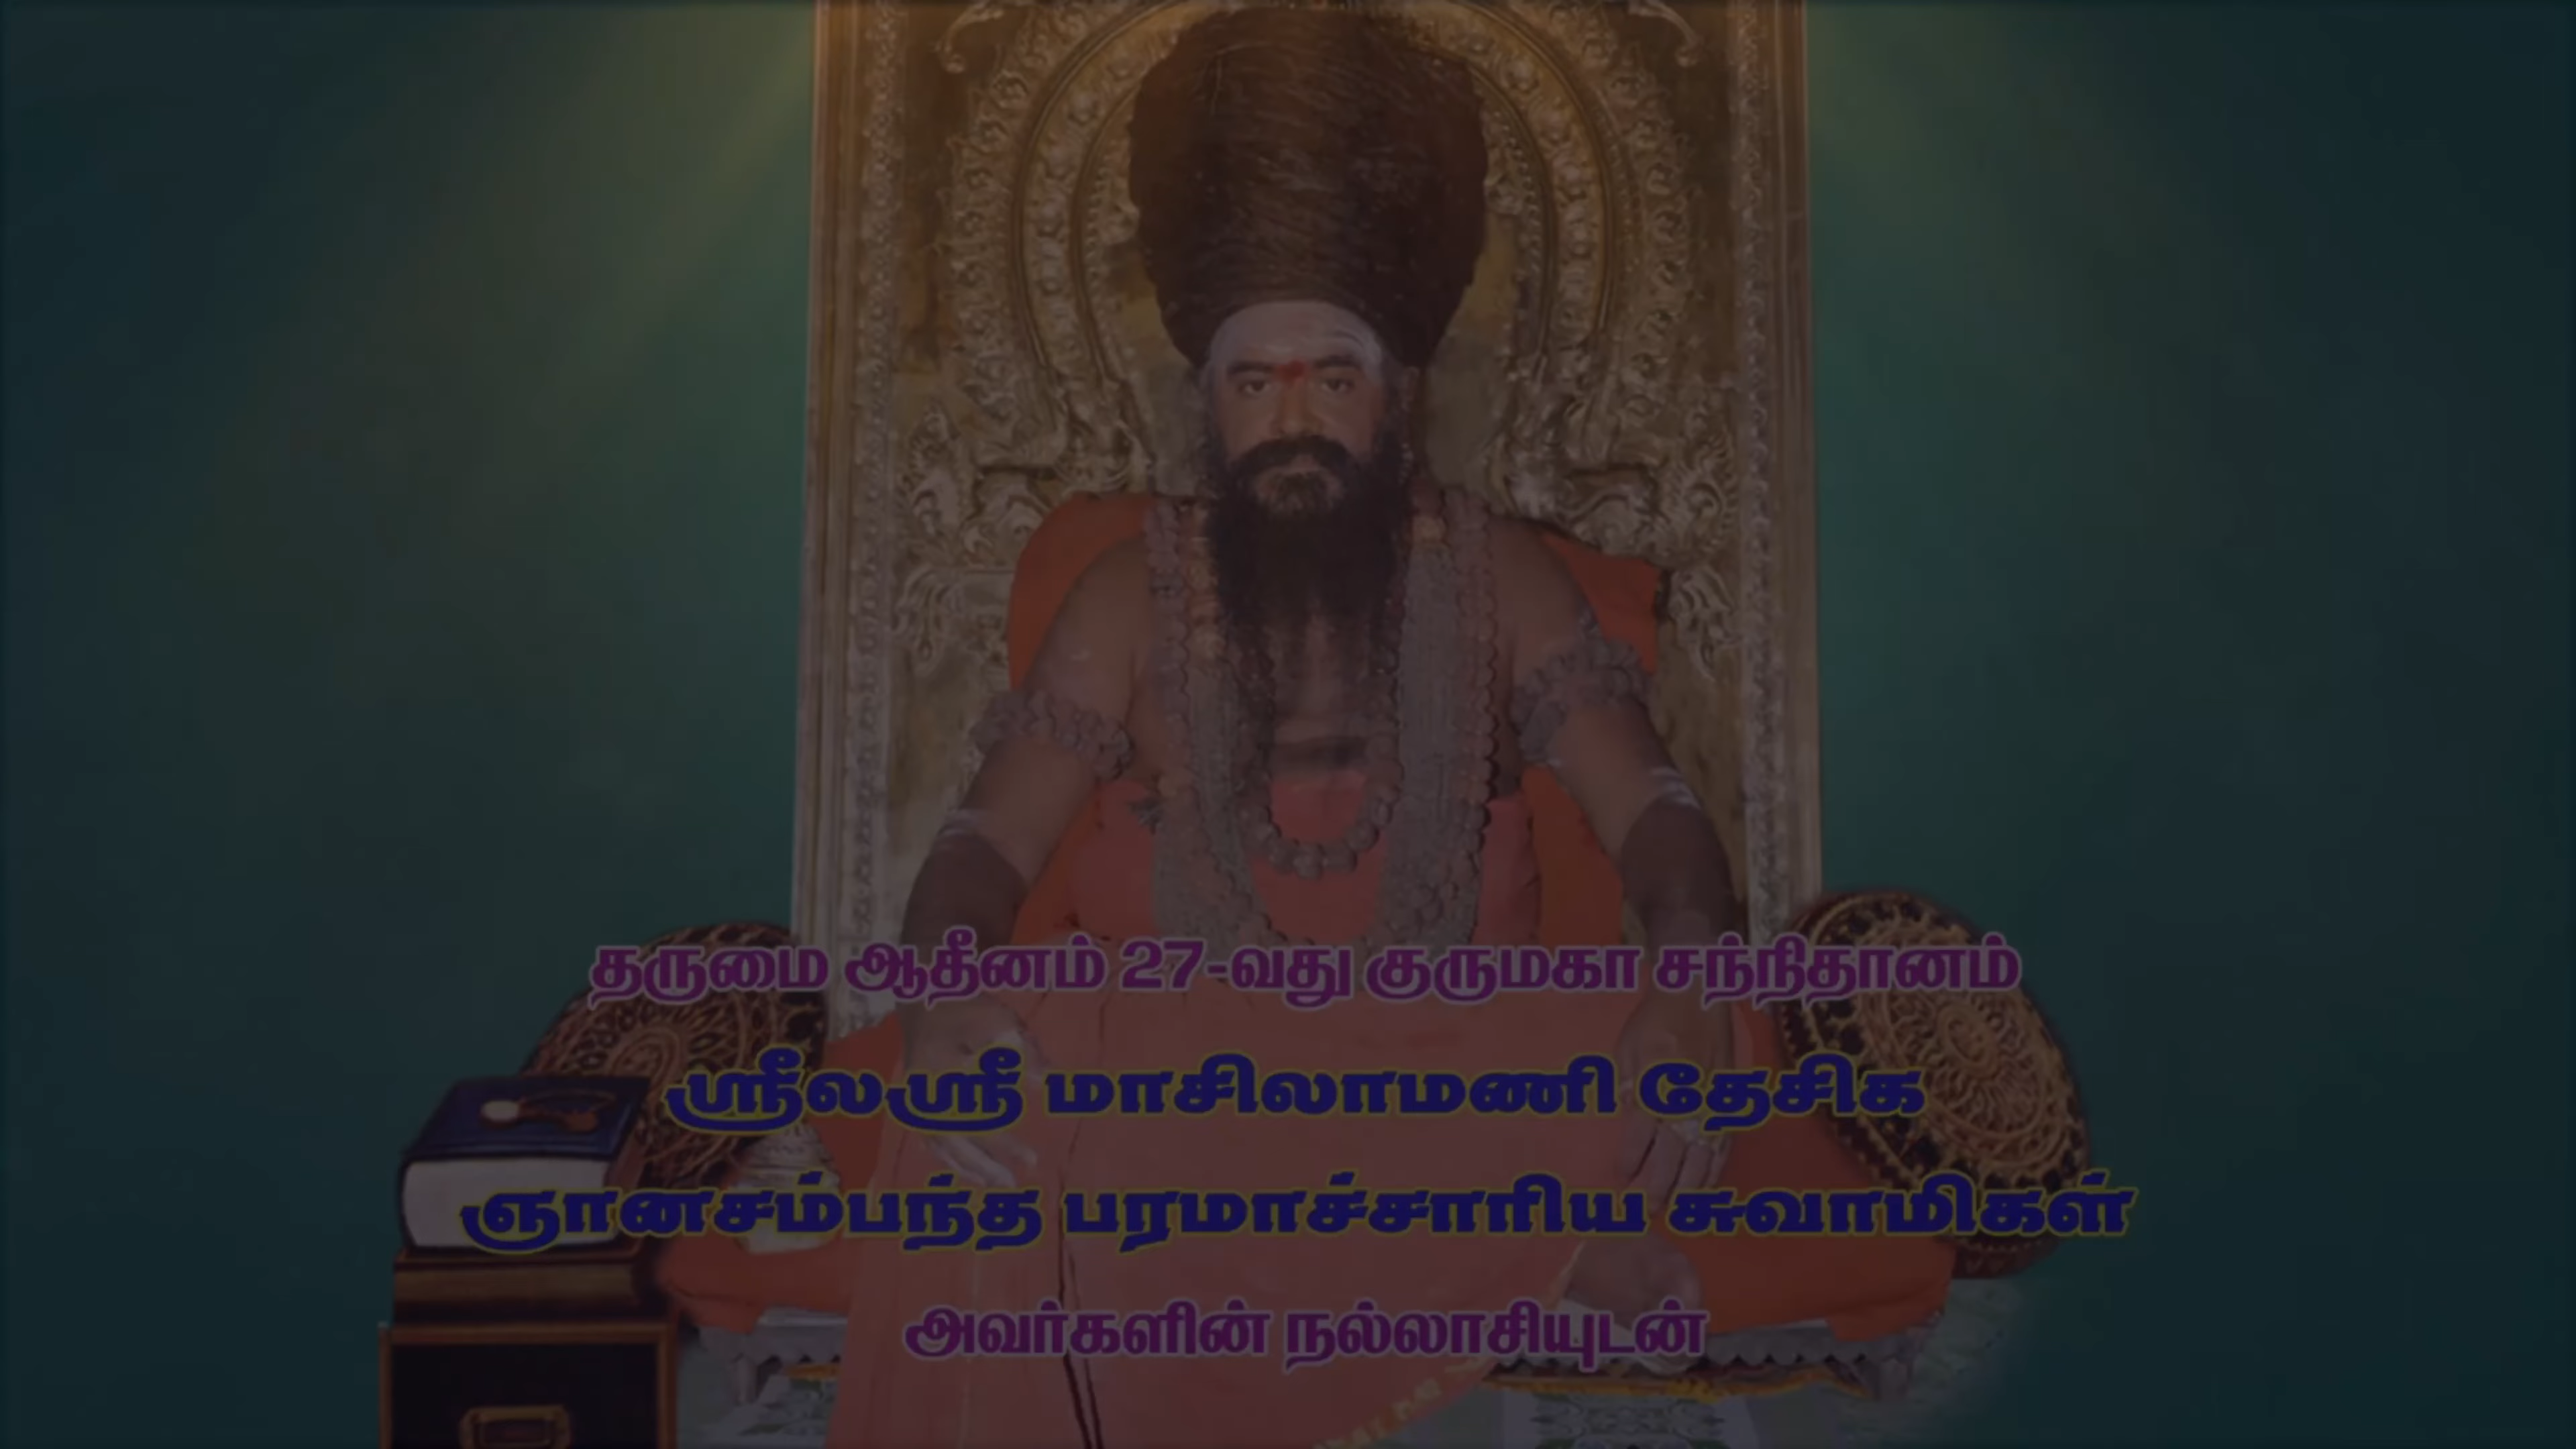 தருமை ஆதீனம் 27-வது குருமகா சந்நிதானம்
ஸ்ரீலஸ்ரீ மாசிலாமணி தேசிக
ஞானசம்பந்த பரமாச்சாரிய சுவாமிகள்
அவர்களின் நல்லாசியுடன்